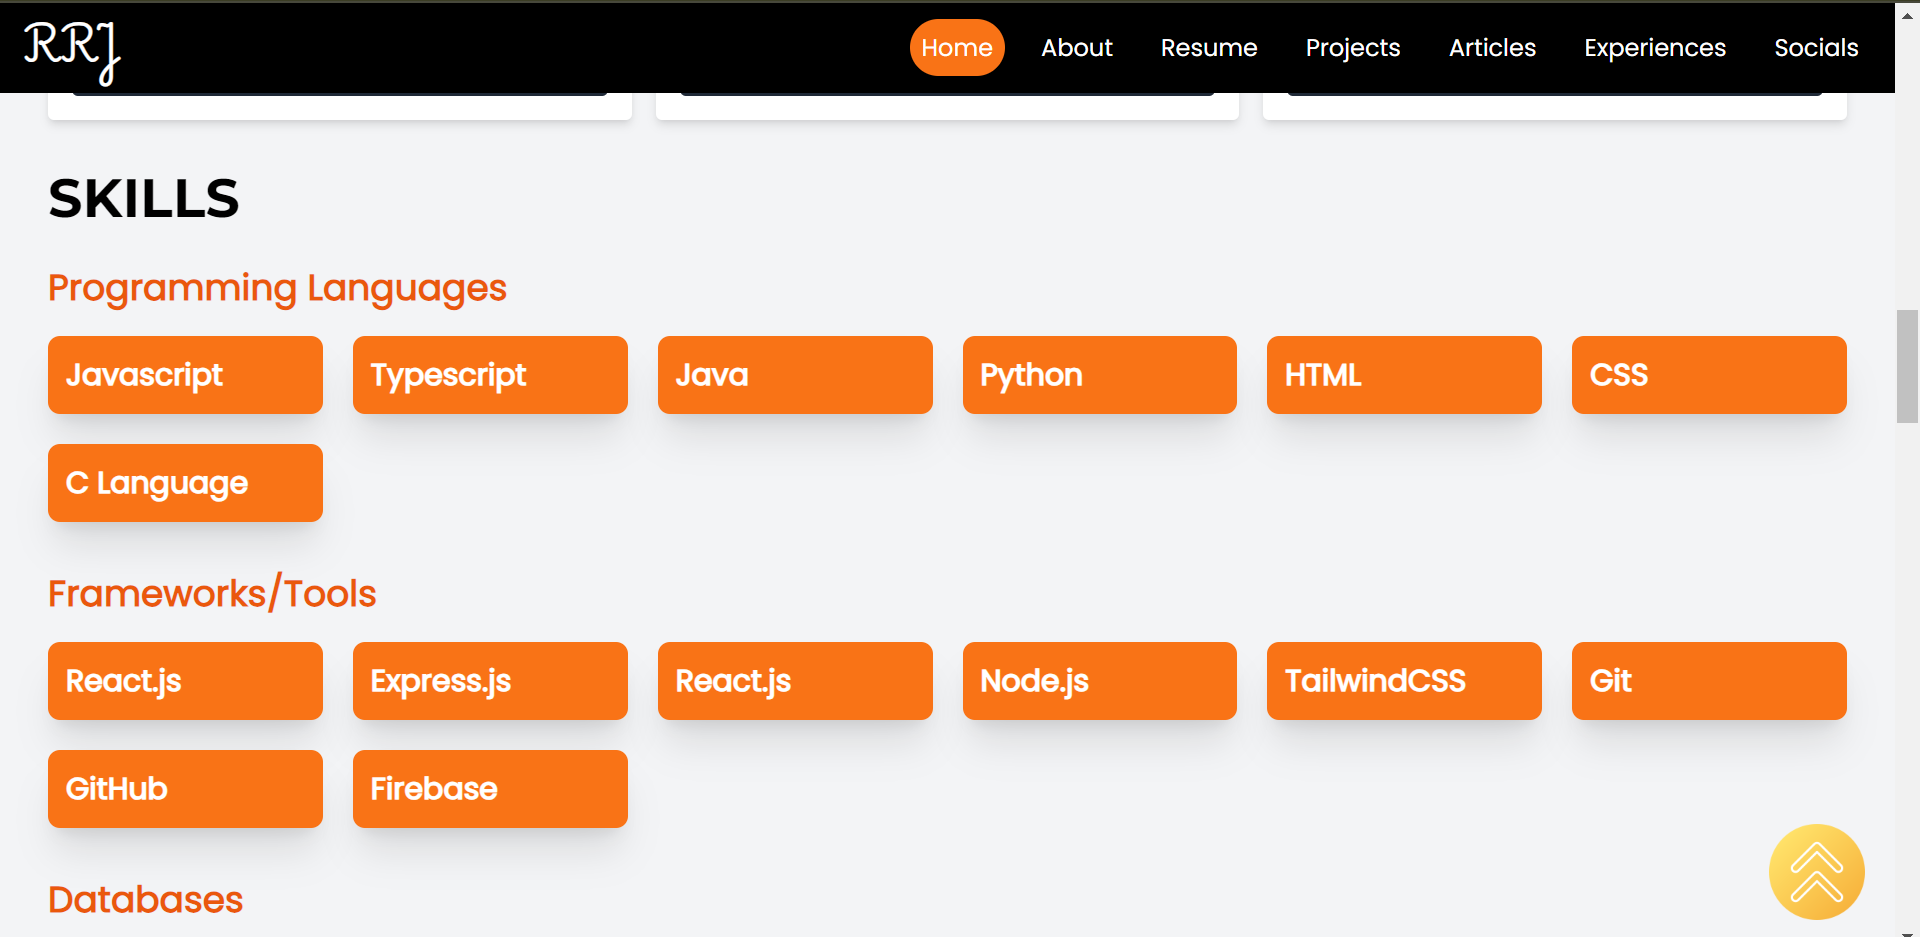 RRJ Home About Resume Projects Articles Experiences Socials
SKILLS
Programming Languages
Javascript Typescript Java Python HTML CSS
C Language
Frameworks/Tools
React.js Express.js React.js Node.js TailwindCSS Git
GitHub Firebase
Databases